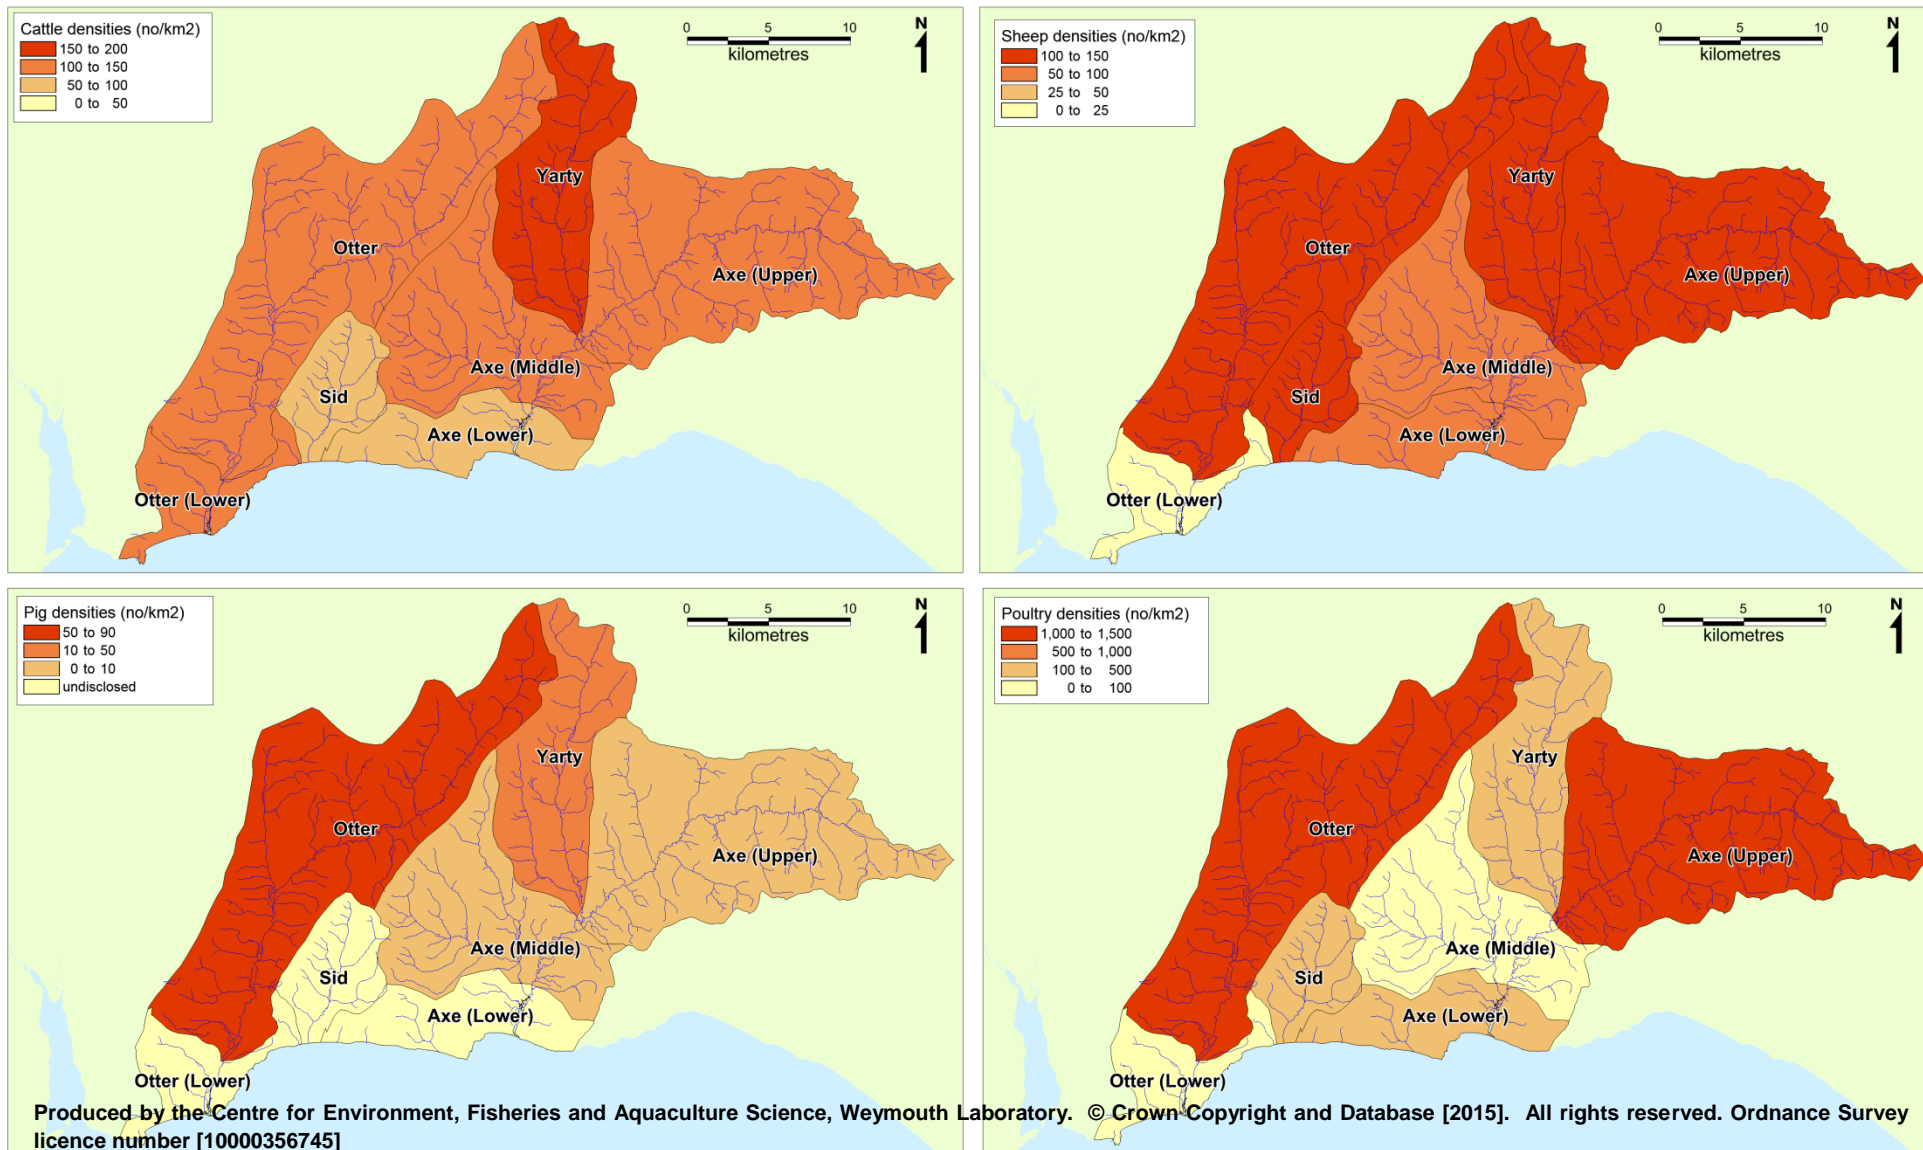 Cattle densities (no/km2)
150 to 200
100 to 150
50 to 100
0 to 50
0 5 10
kilometres
N
Yarty
Otter
Axe (Upper)
Axe (Middle)
Sid
Axe (Lower)
Otter (Lower)
Sheep densities (no/km2)
100 to 150
50 to 100
25 to 50
0 to 25
0 5 10
kilometres
N
Yarty
Otter
Axe (Upper)
Axe (Middle)
Sid
Axe (Lower)
Otter (Lower)
Pig densities (no/km2)
50 to 90
10 to 50
0 to 10
undisclosed
0 5 10
kilometres
N
Yarty
Otter
Axe (Upper)
Axe (Middle)
Sid
Axe (Lower)
Otter (Lower)
Poultry densities (no/km2)
1,000 to 1,500
500 to 1,000
100 to 500
0 to 100
0 5 10
kilometres
N
Yarty
Otter
Axe (Upper)
Axe (Middle)
Sid
Axe (Lower)
Otter (Lower)
Produced by the Centre for Environment, Fisheries and Aquaculture Science, Weymouth Laboratory. © Crown Copyright and Database [2015]. All rights reserved. Ordnance Survey
licence number [10000356745]